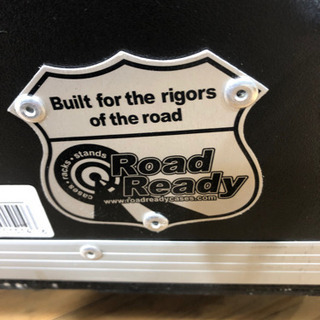 Built for the rigors
of the road
cases • racks • stands
Road
Ready
www.roadreadycases.com